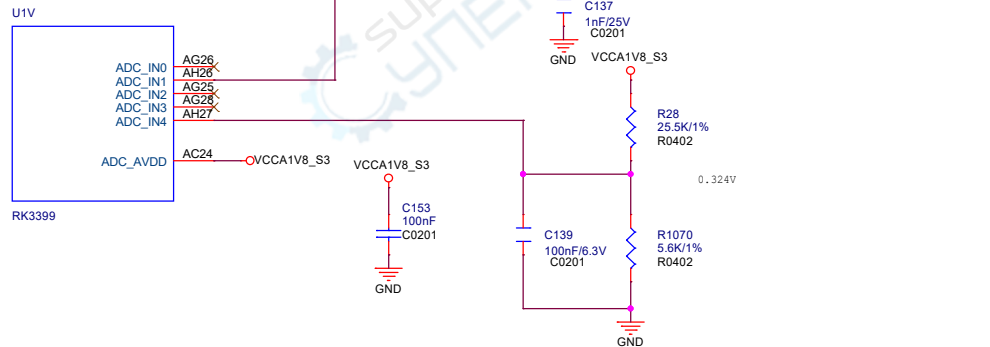 U1V
ADC_IN0
AG26
ADC_IN1
AH26
ADC_IN2
AG25
ADC_IN3
AG28
ADC_IN4
AH27
ADC_AVDD
AC24
VCCA1V8_S3
RK3399
VCCA1V8_S3
C153
100nF
C0201
GND
C137
1nF/25V
C0201
GND
VCCA1V8_S3
R28
25.5K/1%
R0402
0.324V
C139
100nF/6.3V
C0201
R1070
5.6K/1%
R0402
GND
SUP